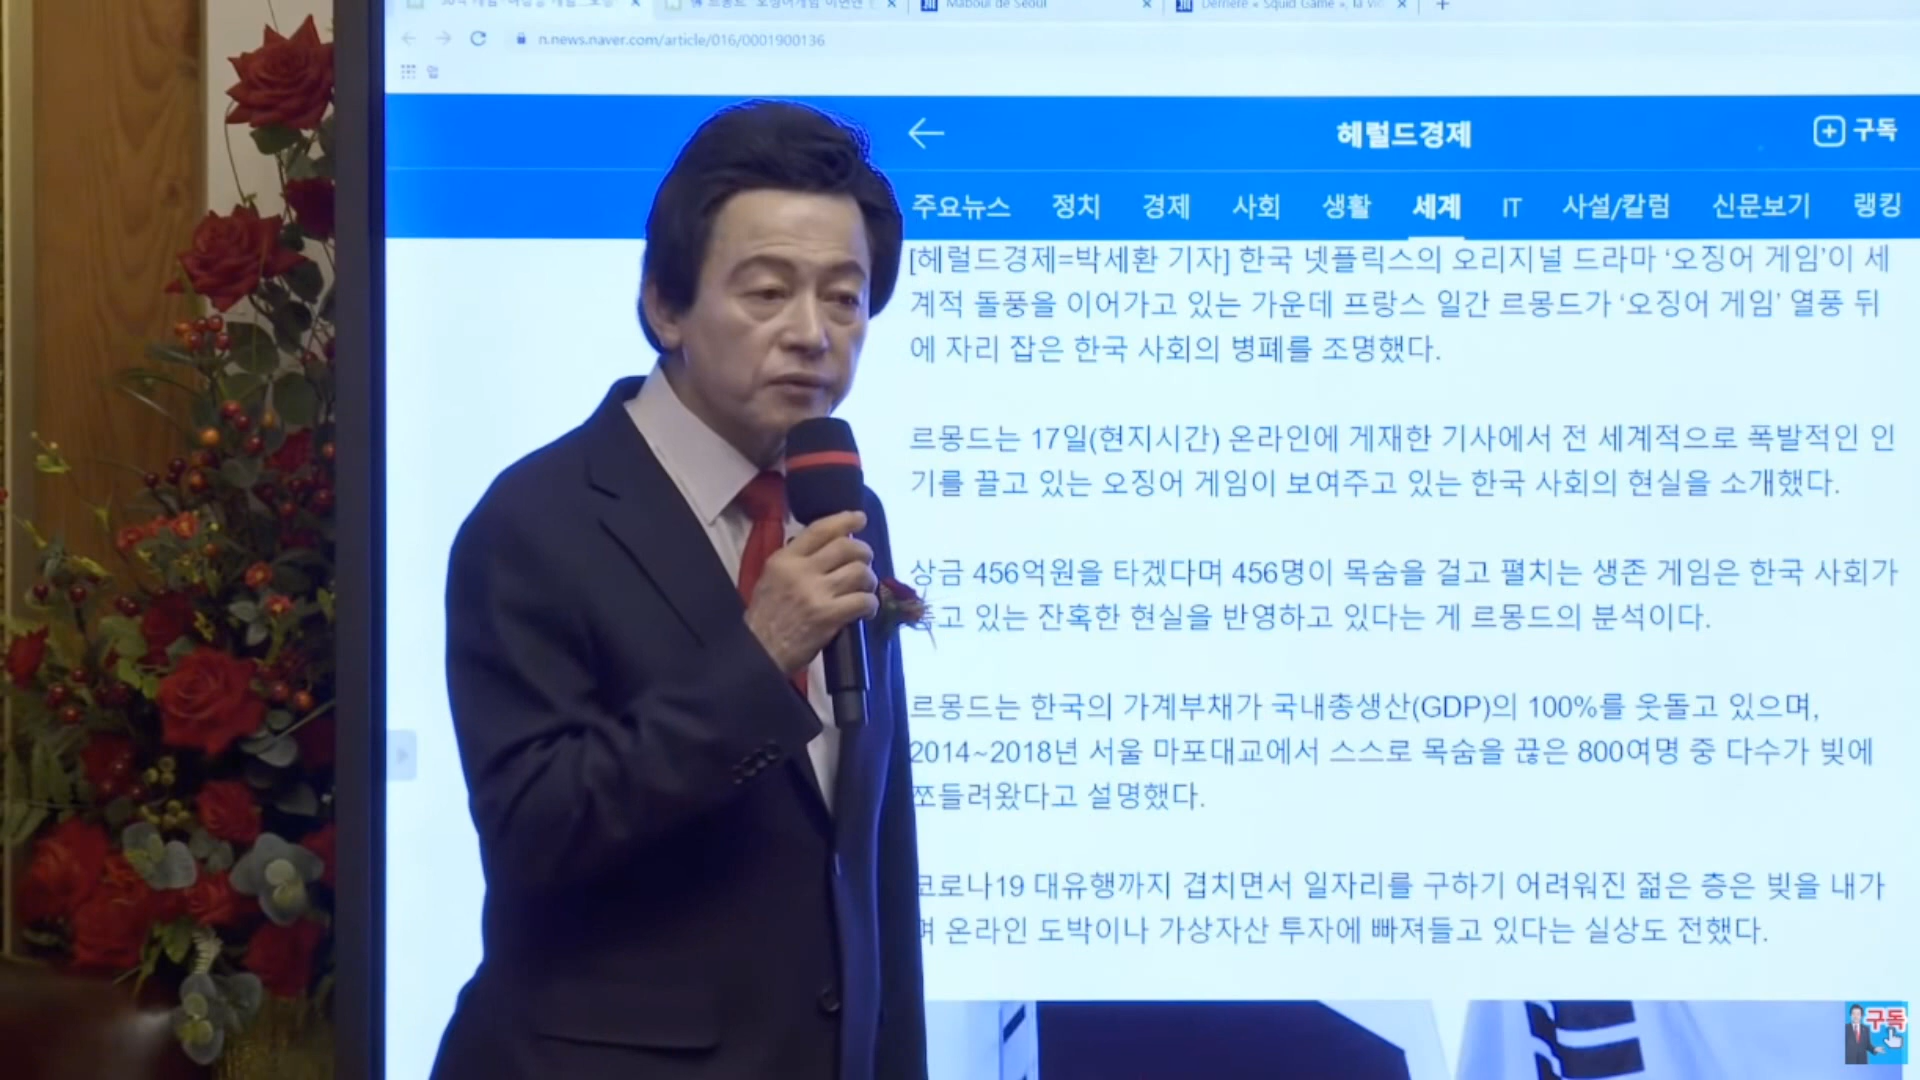 Maboul de Séoul
Derrière « Squid Game », la
n.news.naver.com/article/016/0001900136
앱
헤럴드경제
구독
주요뉴스 정치 경제 사회 생활 세계 IT 사설/칼럼 신문보기 랭킹
[헤럴드경제=박세환 기자] 한국 넷플릭스의 오리지널 드라마 ‘오징어 게임’이 세
계적 돌풍을 이어가고 있는 가운데 프랑스 일간 르몽드가 ‘오징어 게임’ 열풍 뒤
에 자리 잡은 한국 사회의 병폐를 조명했다.
르몽드는 17일(현지시간) 온라인에 게재한 기사에서 전 세계적으로 폭발적인 인
기를 끌고 있는 오징어 게임이 보여주고 있는 한국 사회의 현실을 소개했다.
상금 456억원을 타겠다며 456명이 목숨을 걸고 펼치는 생존 게임은 한국 사회가
있는 잔혹한 현실을 반영하고 있다는 게 르몽드의 분석이다.
르몽드는 한국의 가계부채가 국내총생산(GDP)의 100%를 웃돌고 있으며,
2014~2018년 서울 마포대교에서 스스로 목숨을 끊은 800여명 중 다수가 빚에
쪼들려왔다고 설명했다.
코로나19 대유행까지 겹치면서 일자리를 구하기 어려워진 젊은 층은 빚을 내가
며 온라인 도박이나 가상자산 투자에 빠져들고 있다는 실상도 전했다.
구독